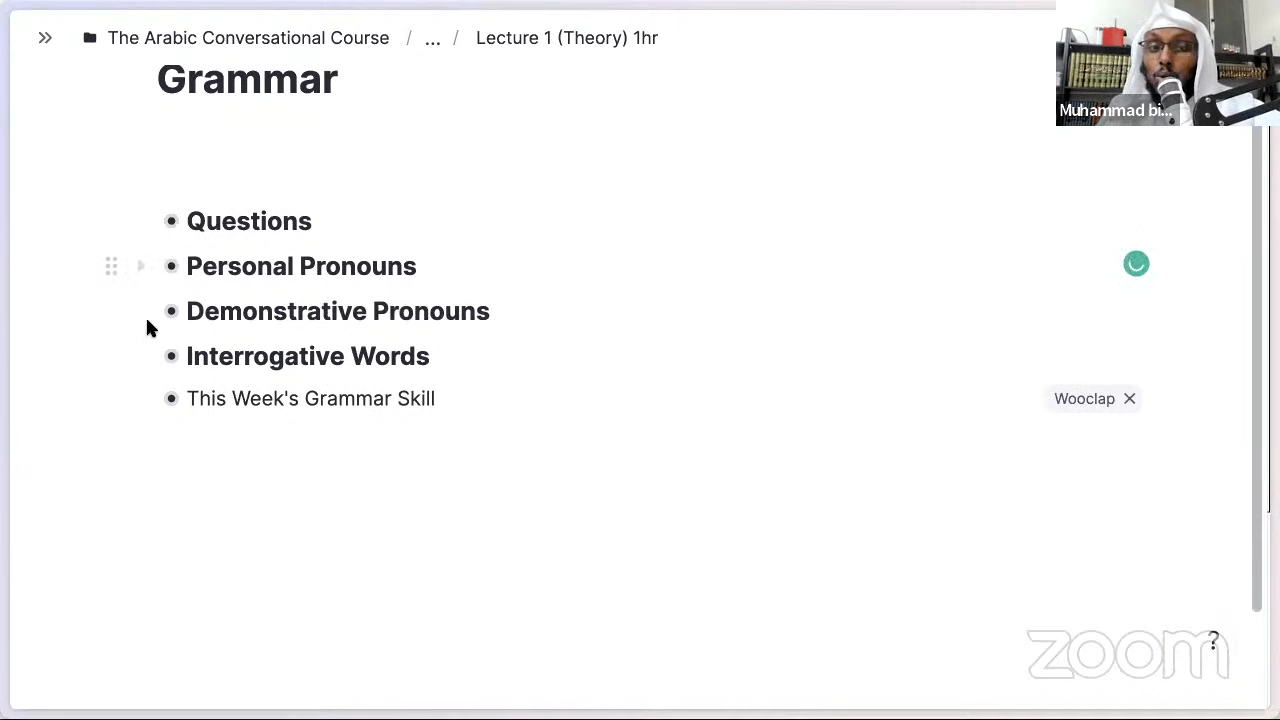 The Arabic Conversational Course / ... / Lecture 1 (Theory) 1hr
Muhammad bi...
Grammar
Questions
Personal Pronouns
Demonstrative Pronouns
Interrogative Words
This Week's Grammar Skill
Wooclap
?
zoom